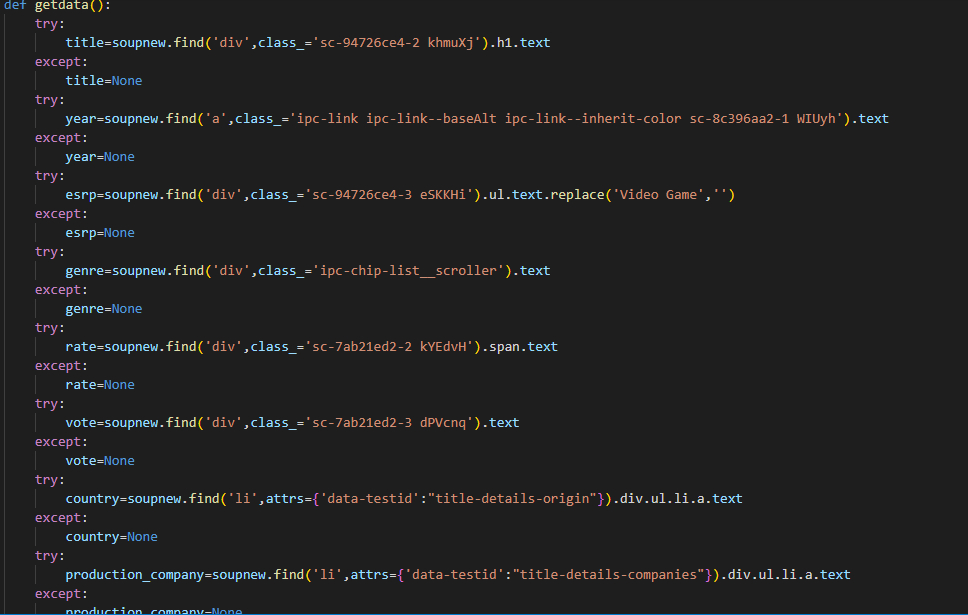 def getdata():
try:
title=soupnew.find('div',class_='sc-94726ce4-2 khmuXj').h1.text
except:
title=None
try:
year=soupnew.find('a',class_='ipc-link ipc-link--baseAlt ipc-link--inherit-color sc-8c396aa2-1 WIUyh').text
except:
year=None
try:
esrp=soupnew.find('div',class_='sc-94726ce4-3 eSKKHi').ul.text.replace('Video Game','')
except:
esrp=None
try:
genre=soupnew.find('div',class_='ipc-chip-list__scroller').text
except:
genre=None
try:
rate=soupnew.find('div',class_='sc-7ab21ed2-2 kYEdvH').span.text
except:
rate=None
try:
vote=soupnew.find('div',class_='sc-7ab21ed2-3 dPVcnq').text
except:
vote=None
try:
country=soupnew.find('li',attrs={'data-testid':"title-details-origin"}).div.ul.li.a.text
except:
country=None
try:
production_company=soupnew.find('li',attrs={'data-testid':"title-details-companies"}).div.ul.li.a.text
except:
production_company=None